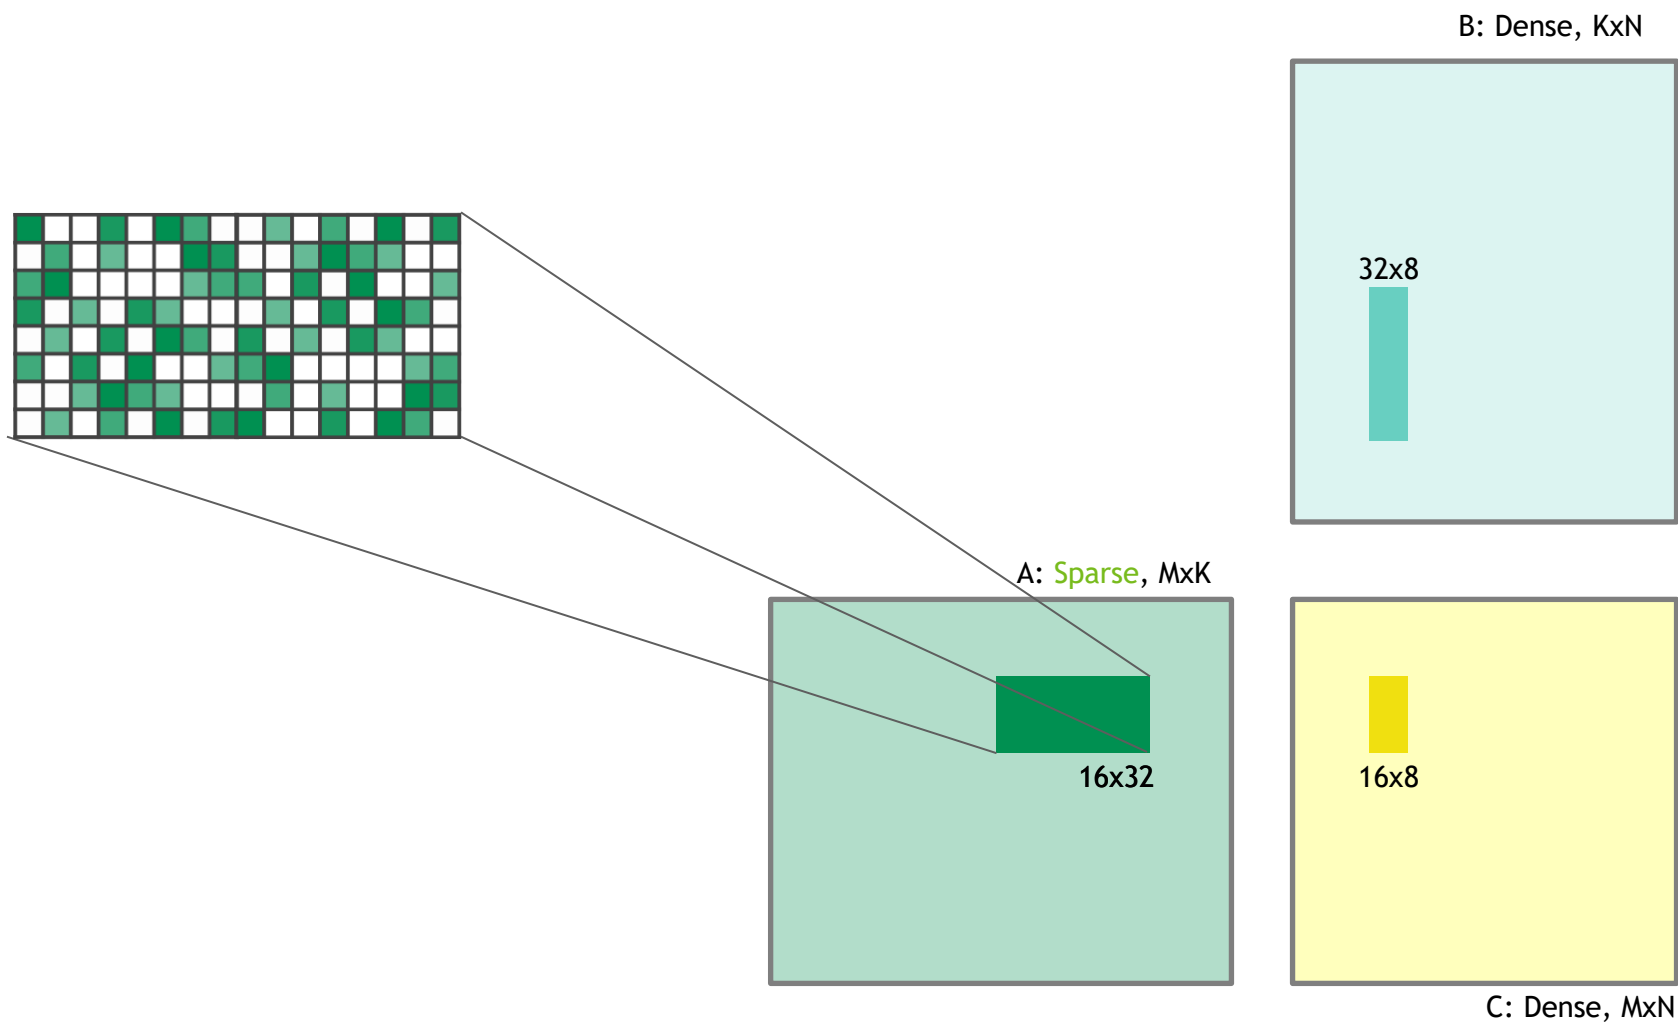 B: Dense, KxN
32x8
A: Sparse, MxK
16x32
16x8
C: Dense, MxN